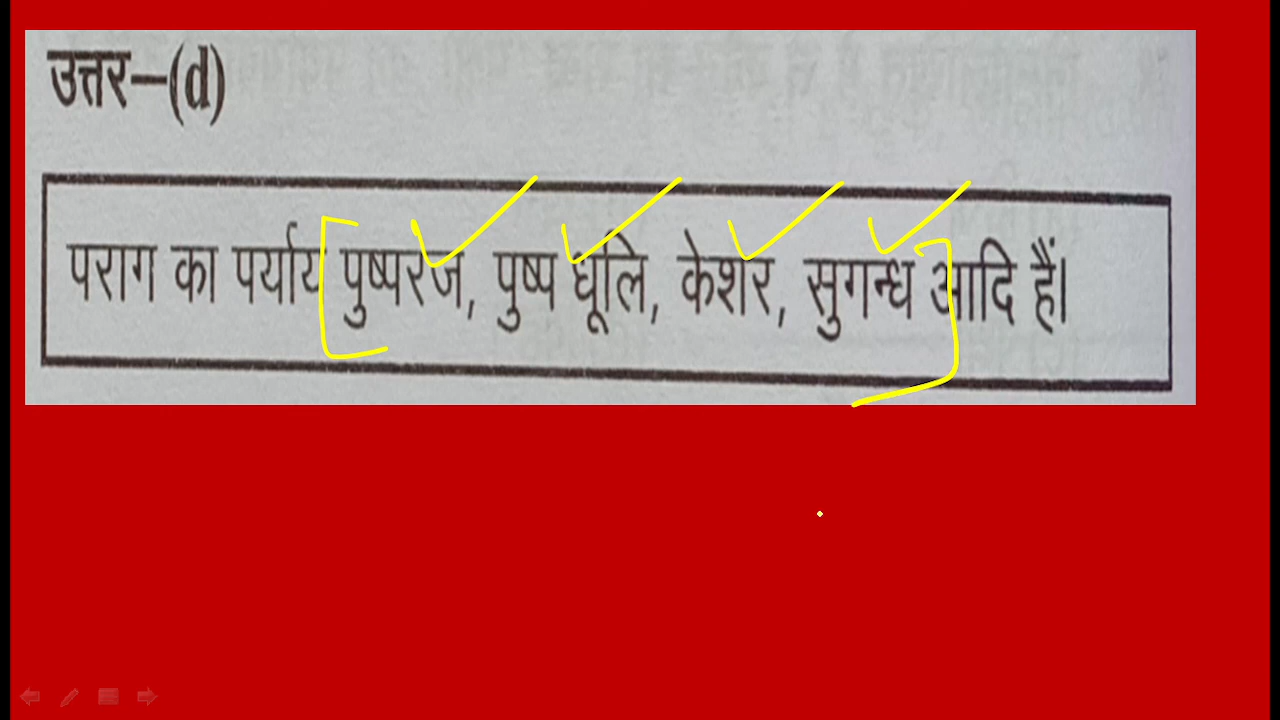 उत्तर–(d)
पराग का पर्याय पुष्परज, पुष्प धूलि, केशर, सुगन्ध आदि हैं।